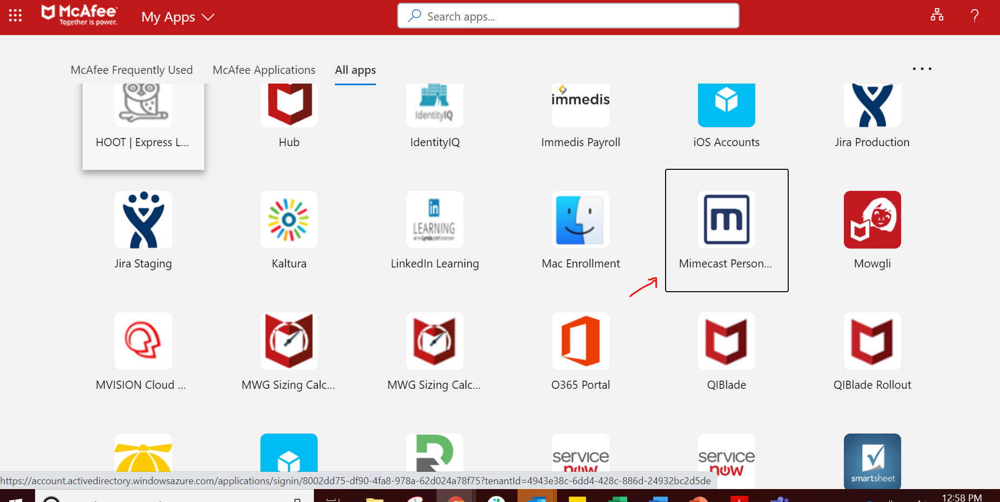 McAfee
Together is power.
My Apps
Search apps...
?
McAfee Frequently Used
McAfee Applications
All apps
HOOT | Express L...
Hub
IdentityIQ
IdentityIQ
immedis
Immedis Payroll
iOS Accounts
Jira Production
Jira Staging
Kaltura
in
LEARNING
WITH Lynda.com CONTENT
LinkedIn Learning
Mac Enrollment
m
Mimecast Person...
Mowgli
MVISION Cloud ...
MWG Sizing Calc...
MWG Sizing Calc...
O365 Portal
QIBlade
QIBlade Rollout
service
now
service
now
smartsheet
https://account.activedirectory.windowsazure.com/applications/signin/8002dd75-df90-4fa8-978a-62d024a78f75?tenantId=4943e38c-6dd4-428c-886d-24932bc2d5de
12:58 PM